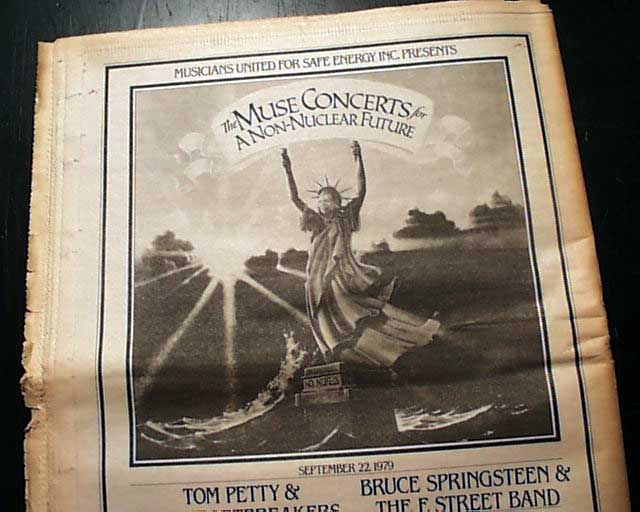 MUSICIANS UNITED FOR SAFE ENERGY INC. PRESENTS
The MUSE CONCERTS for
A NON-NUCLEAR FUTURE
NO NUKES
SEPTEMBER 22, 1979
TOM PETTY &
HEARTBREAKERS
BRUCE SPRINGSTEEN &
THE E STREET BAND